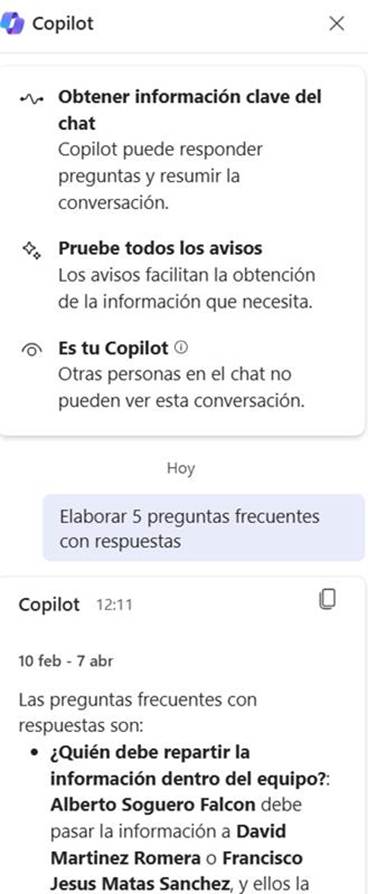 Copilot
Obtener información clave del
chat
Copilot puede responder
preguntas y resumir la
conversación.
Pruebe todos los avisos
Los avisos facilitan la obtención
de la información que necesita.
Es tu Copilot
Otras personas en el chat no
pueden ver esta conversación.
Hoy
Elaborar 5 preguntas frecuentes
con respuestas
Copilot 12:11
10 feb - 7 abr
Las preguntas frecuentes con
respuestas son:
• ¿Quién debe repartir la
información dentro del equipo?:
Alberto Soguero Falcon debe
pasar la información a David
Martinez Romera o Francisco
Jesus Matas Sanchez, y ellos la